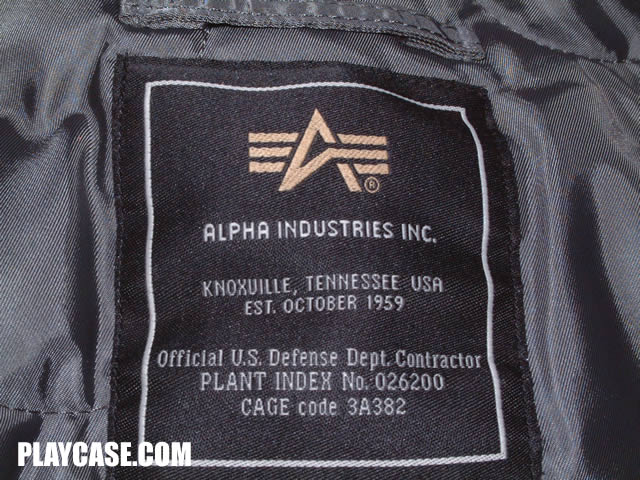 ®
ALPHA INDUSTRIES INC.
KNOXVILLE, TENNESSEE USA
EST. OCTOBER 1959
Official U.S. Defense Dept. Contractor
PLANT INDEX No. 026200
CAGE code 3A382
PLAYCASE.COM